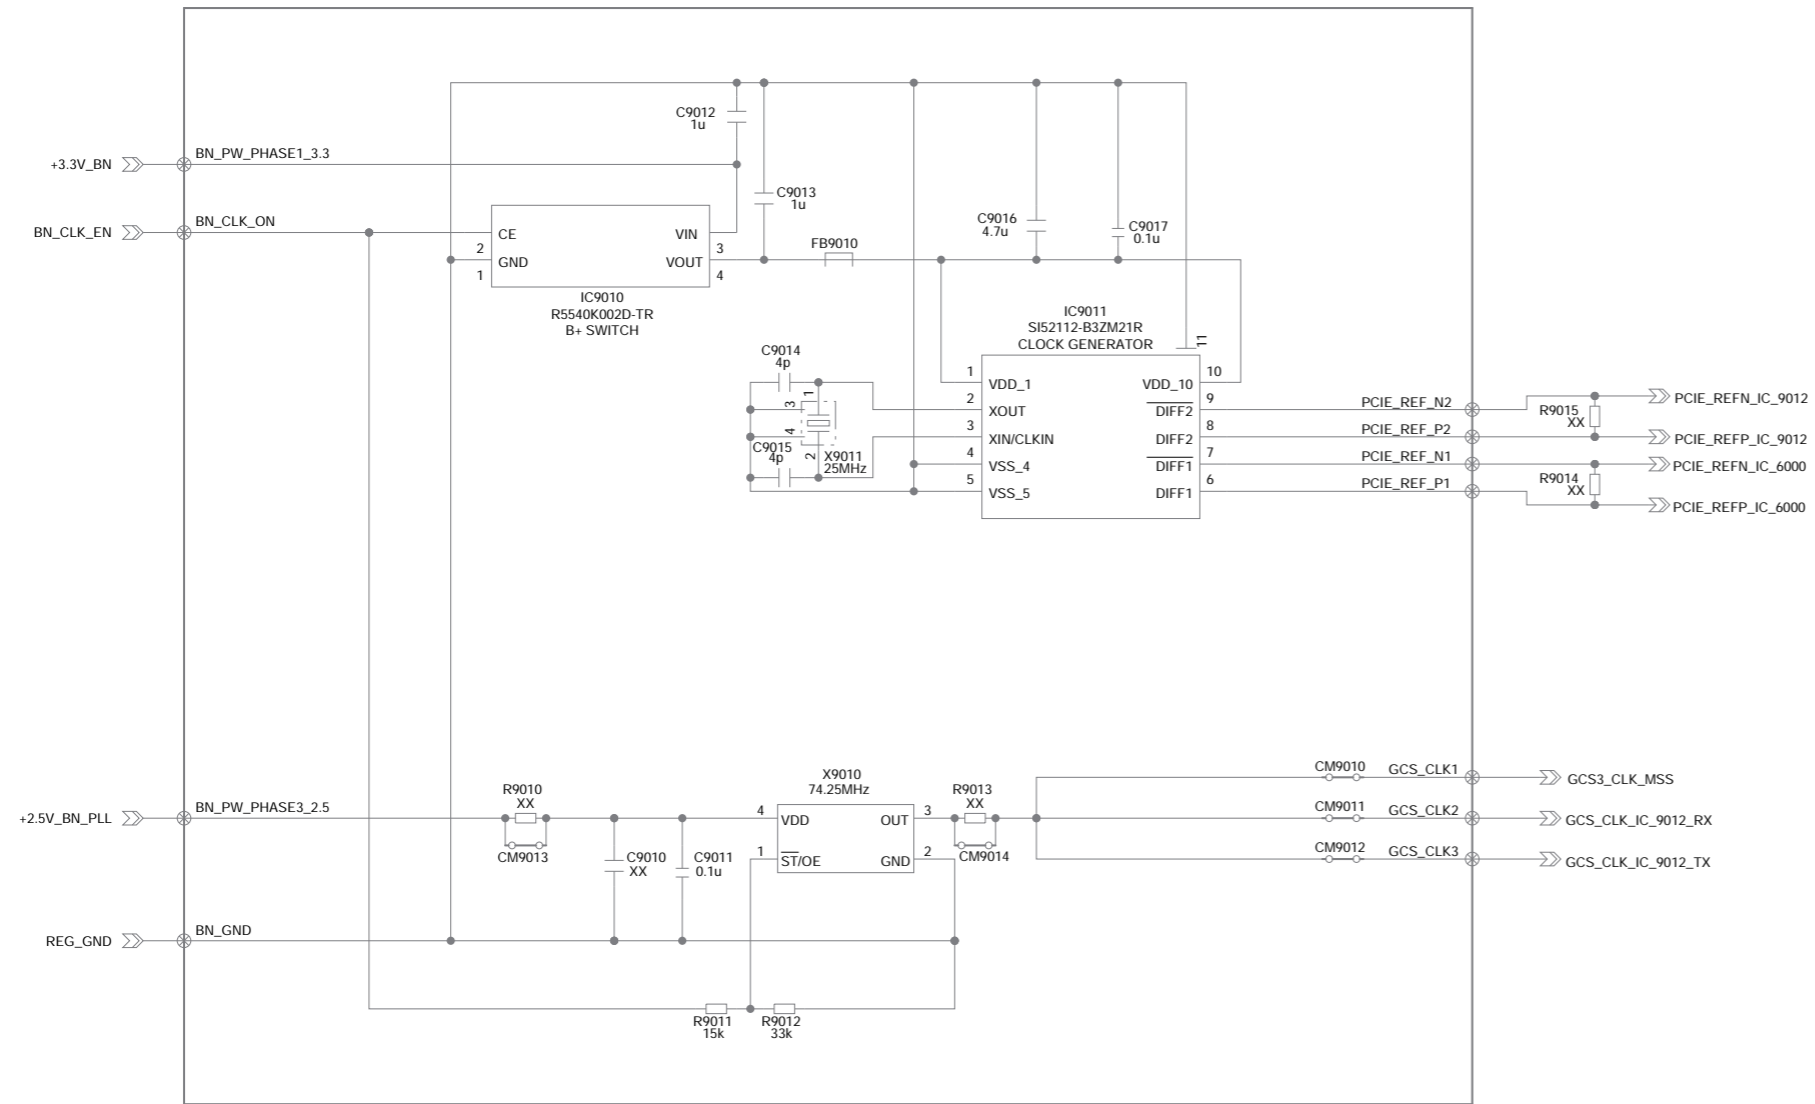 C9012
1u
+3.3V_BN
BN_PW_PHASE1_3.3
C9013
1u
BN_CLK_EN
BN_CLK_ON
CE
VIN
2
3
GND
VOUT
1
4
IC9010
R5540K002D-TR
B+ SWITCH
FB9010
C9016
4.7u
C9017
0.1u
IC9011
SI52112-B3ZM21R
CLOCK GENERATOR
11
C9014
4p
1
3
4
2
C9015
4p
X9011
25MHz
1
VDD_1
2
XOUT
3
XIN/CLKIN
4
VSS_4
5
VSS_5
10
VDD_10
9
DIFF2
8
DIFF2
7
DIFF1
6
DIFF1
PCIE_REF_N2
PCIE_REF_P2
PCIE_REF_N1
PCIE_REF_P1
R9015
XX
R9014
XX
PCIE_REFN_IC_9012
PCIE_REFP_IC_9012
PCIE_REFN_IC_6000
PCIE_REFP_IC_6000
+2.5V_BN_PLL
BN_PW_PHASE3_2.5
R9010
XX
CM9013
C9010
XX
C9011
0.1u
X9010
74.25MHz
4
VDD
OUT
3
1
ST/OE
GND
2
R9013
XX
CM9014
CM9010
GCS_CLK1
GCS3_CLK_MSS
CM9011
GCS_CLK2
GCS_CLK_IC_9012_RX
CM9012
GCS_CLK3
GCS_CLK_IC_9012_TX
REG_GND
BN_GND
R9011
15k
R9012
33k